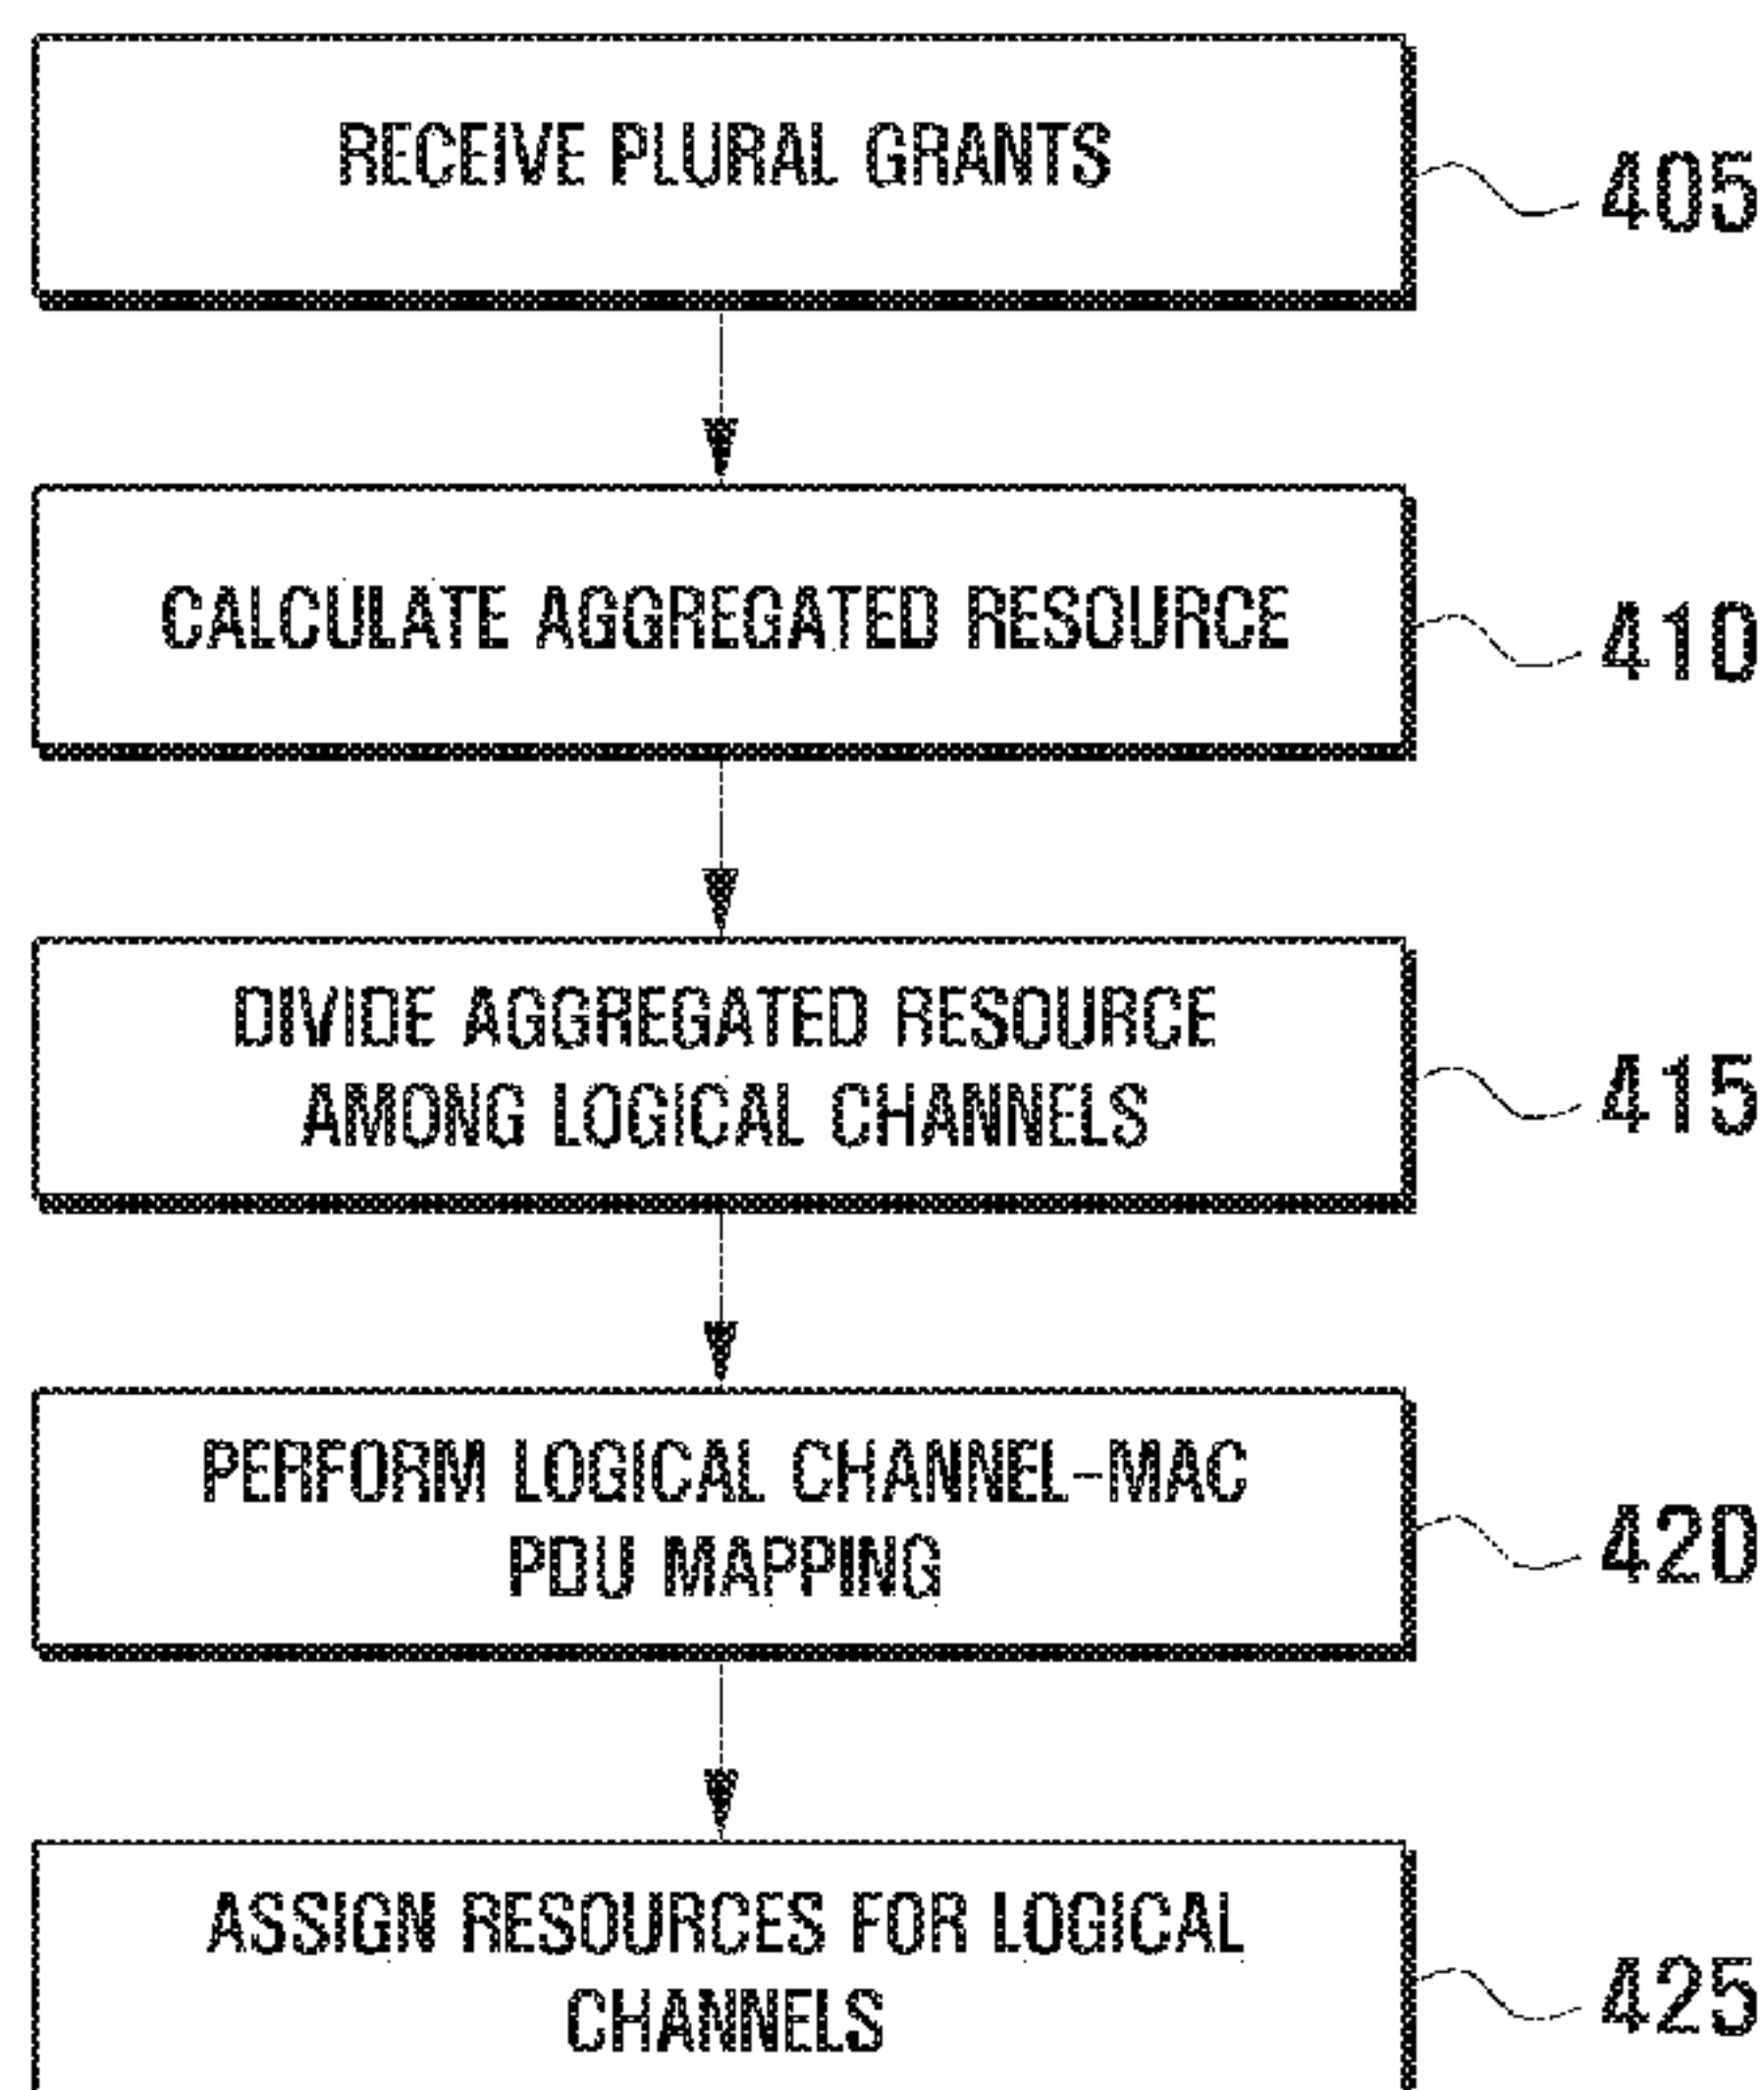 RECEIVE PLURAL GRANTS
405
CALCULATE AGGREGATED RESOURCE
410
DIVIDE AGGREGATED RESOURCE
AMONG LOGICAL CHANNELS
415
PERFORM LOGICAL CHANNEL-MAC
PDU MAPPING
420
ASSIGN RESOURCES FOR LOGICAL
CHANNELS
425